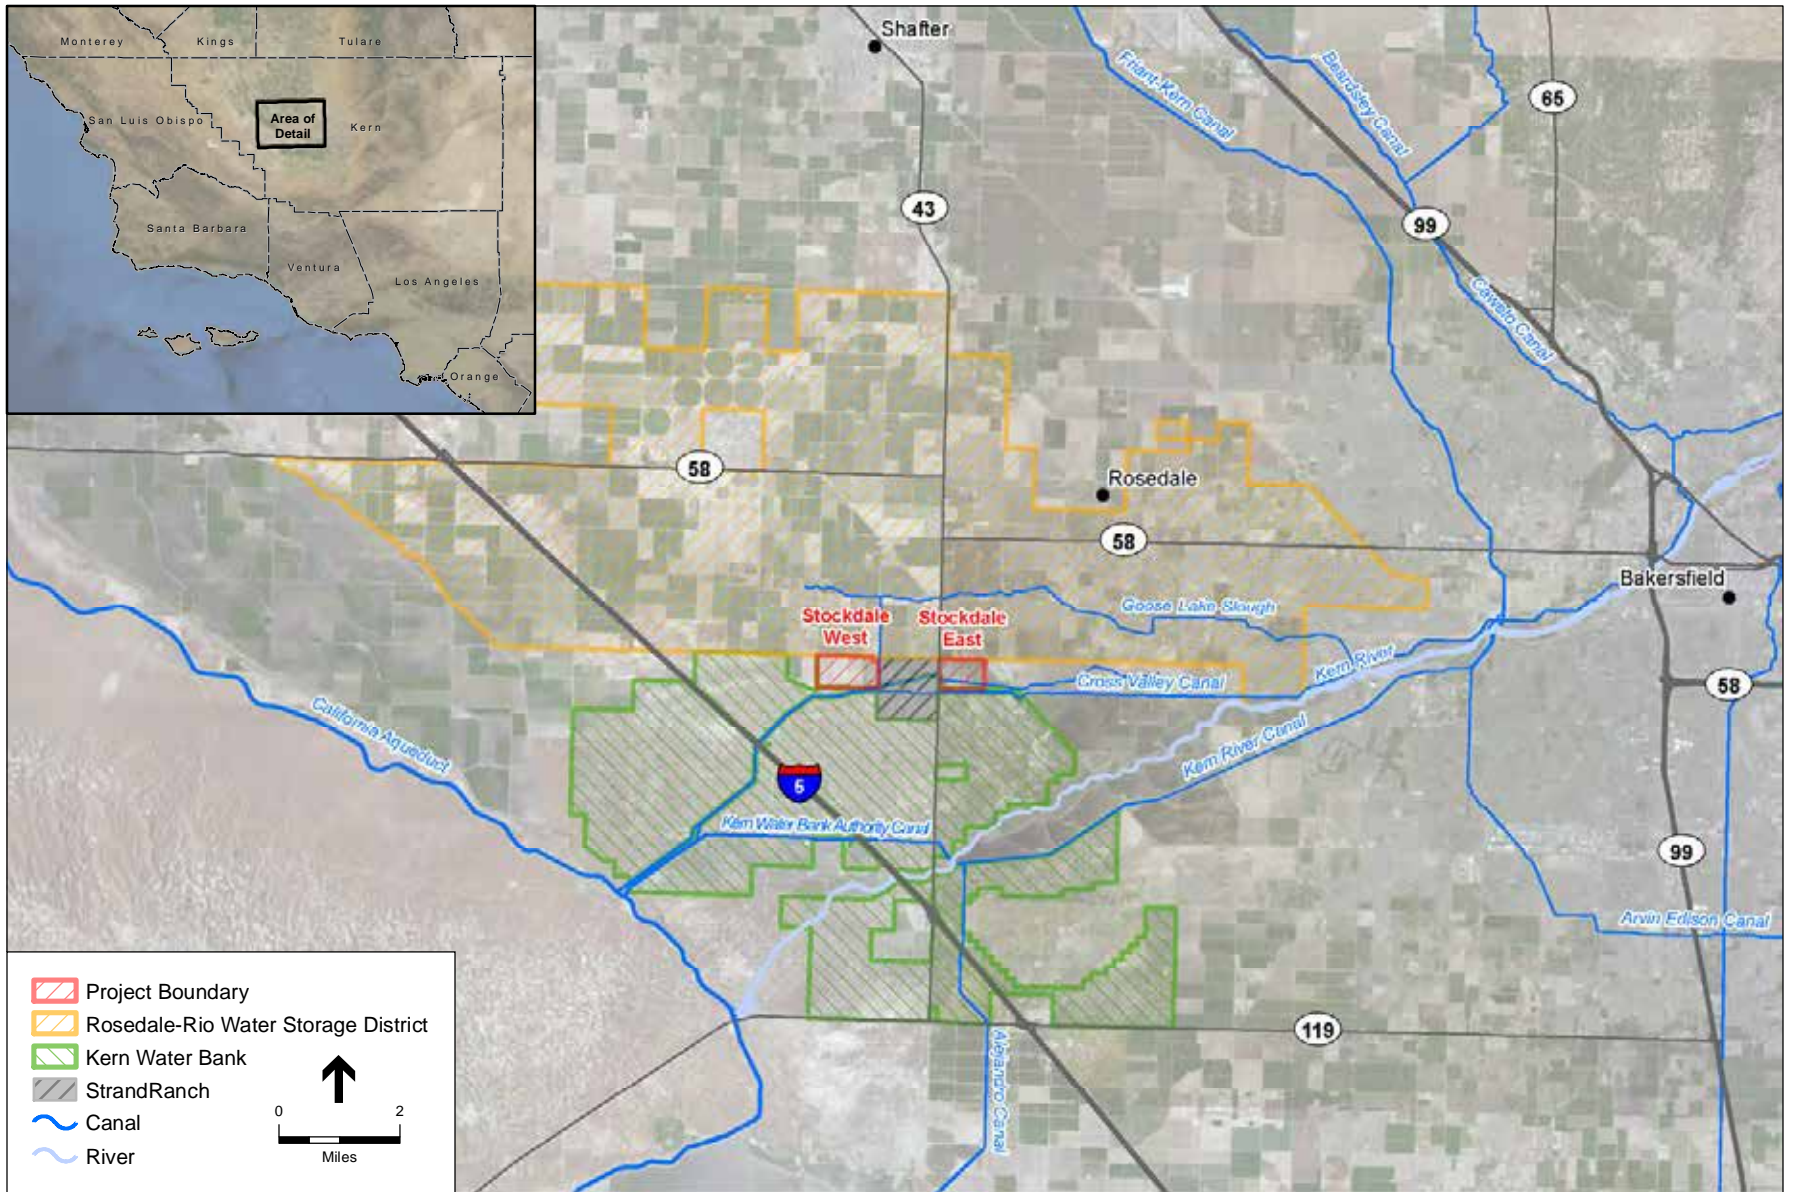 Monterey
Kings
Tulare
San Luis Obispo
Area of
Detail
Kern
Santa Barbara
Ventura
Los Angeles
Orange
Shafter
Friant-Kern Canal
Beardsley Canal
65
43
99
Cawelo Canal
58
Rosedale
58
Bakersfield
Stockdale
West
Stockdale
East
Goose Lake Slough
Kern River
Cross Valley Canal
58
California Aqueduct
Kern River Canal
5
Kern Water Bank Authority Canal
99
Arvin Edison Canal
119
Alejandro Canal
Project Boundary
Rosedale-Rio Water Storage District
Kern Water Bank
StrandRanch
Canal
River
0 2
Miles